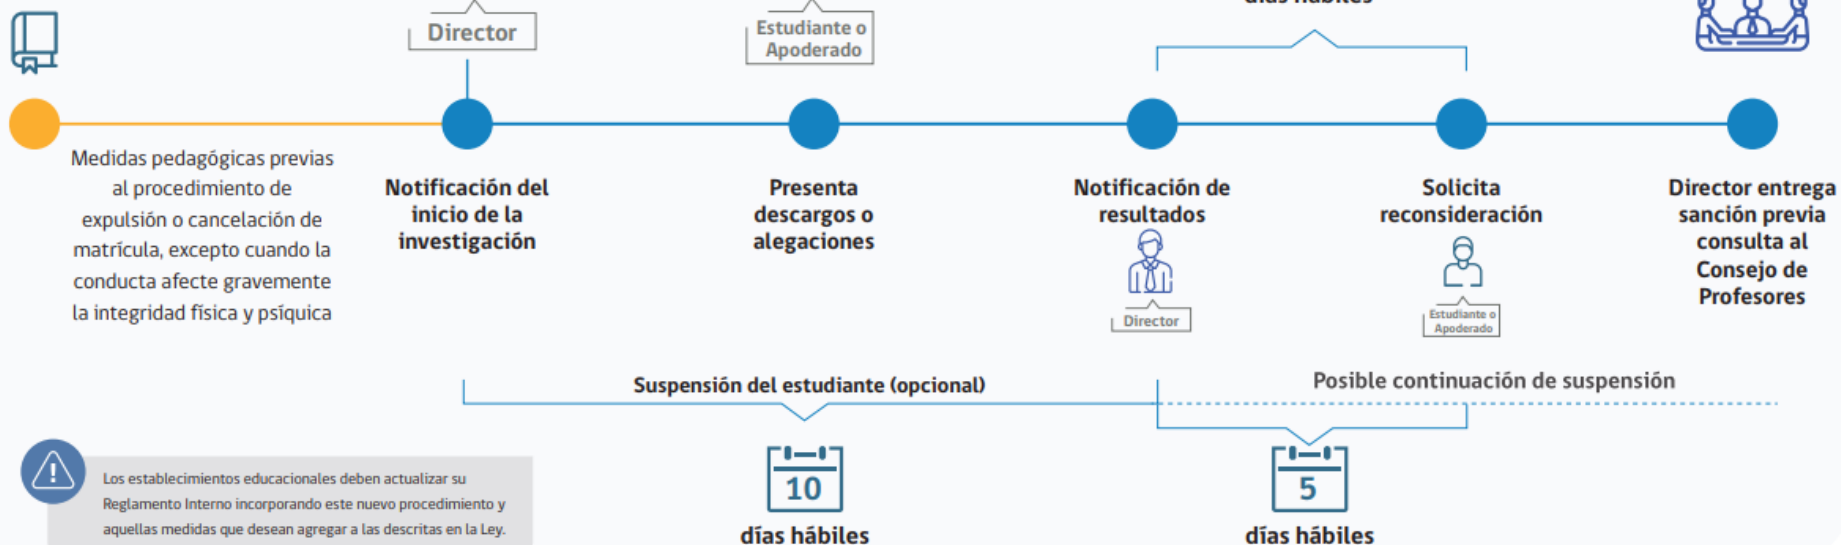 días hábiles
Director
Estudiante o
Apoderado
Medidas pedagógicas previas
al procedimiento de
expulsión o cancelación de
matrícula, excepto cuando la
conducta afecte gravemente
la integridad física y psíquica
Notificación del
inicio de la
investigación
Presenta
descargos o
alegaciones
Notificación de
resultados
Director
Solicita
reconsideración
Estudiante o
Apoderado
Director entrega
sanción previa
consulta al
Consejo de
Profesores
Suspensión del estudiante (opcional)
Posible continuación de suspensión
10
días hábiles
5
días hábiles
Los establecimientos educacionales deben actualizar su
Reglamento Interno incorporando este nuevo procedimiento y
aquellas medidas que desean agregar a las descritas en la Ley.